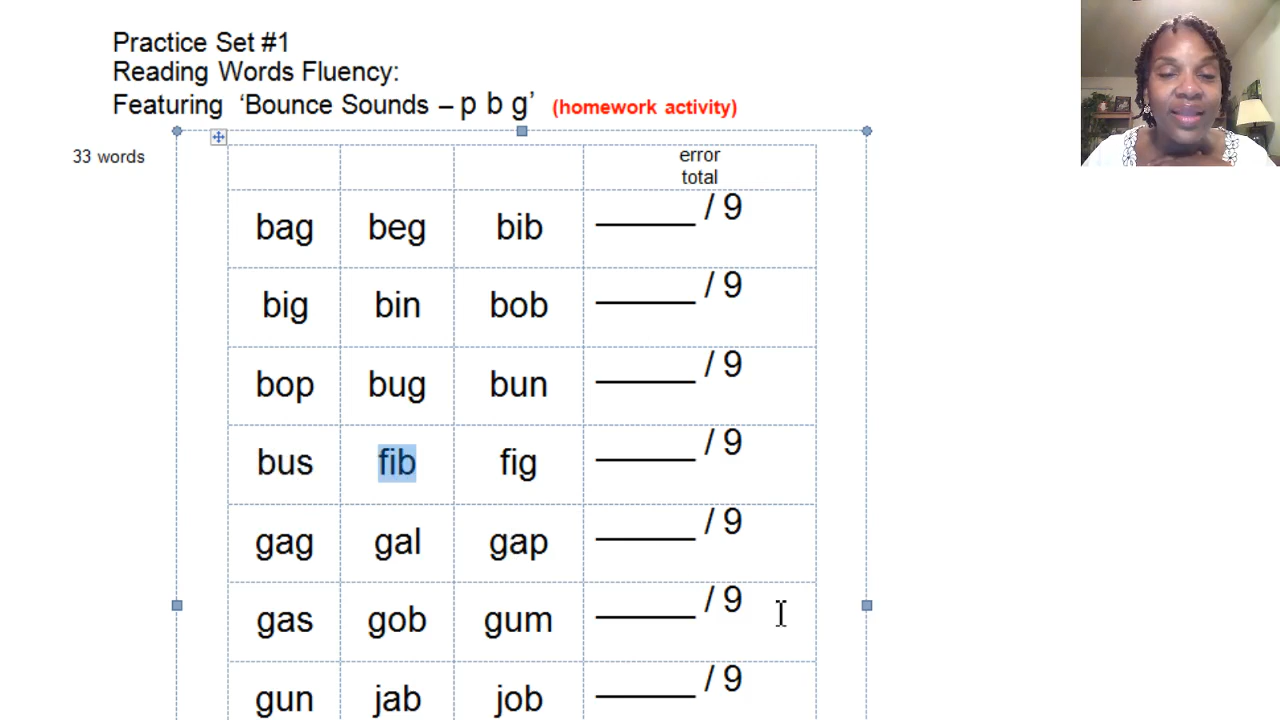 Practice Set #1
Reading Words Fluency:
Featuring ‘Bounce Sounds – p b g’ (homework activity)
33 words
error
total
bag beg bib ______ / 9
big bin bob ______ / 9
bop bug bun ______ / 9
bus fib fig ______ / 9
gag gal gap ______ / 9
gas gob gum ______ / 9
gun jab job ______ / 9